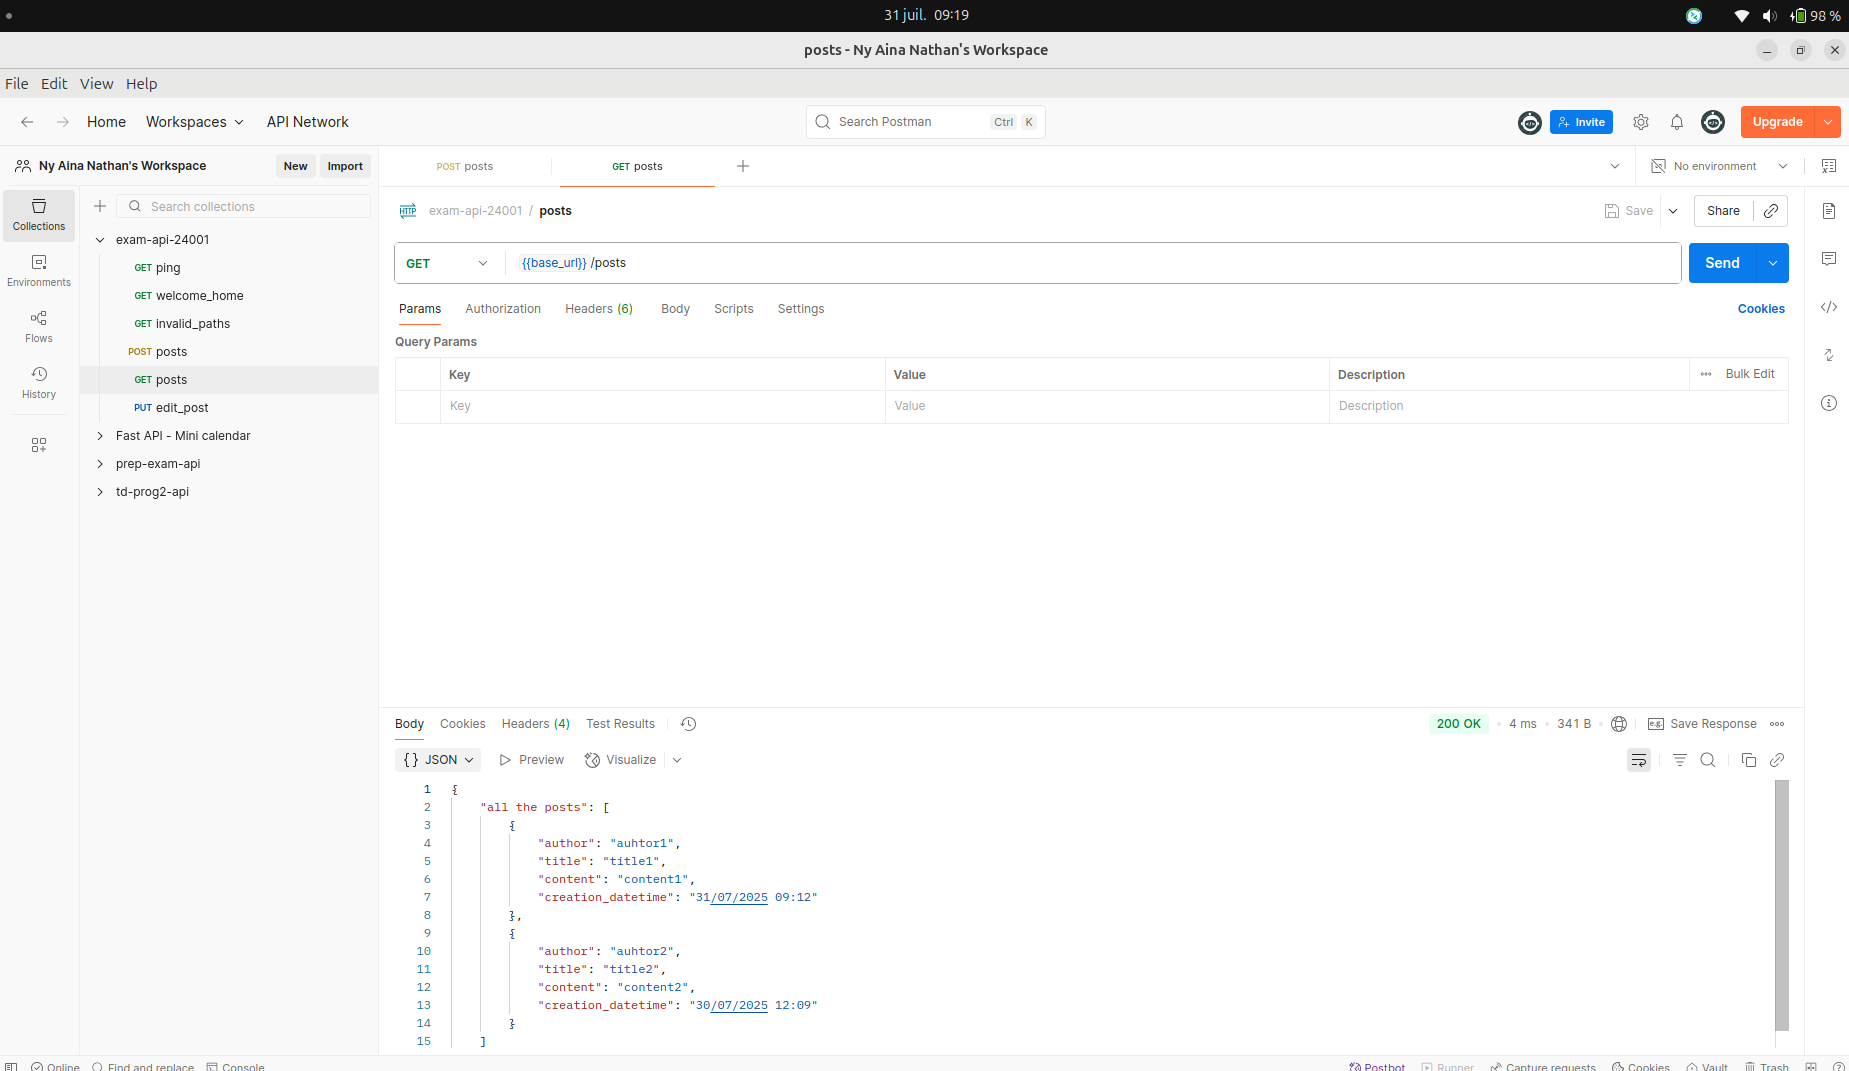 31 juil. 09:19
98 %
posts - Ny Aina Nathan's Workspace
File Edit View Help
Home Workspaces API Network
Search Postman Ctrl K
Invite
Upgrade
Ny Aina Nathan's Workspace New Import
POST posts
GET posts
No environment
Collections
Environments
Flows
History
Search collections
exam-api-24001
GET ping
GET welcome_home
GET invalid_paths
POST posts
GET posts
PUT edit_post
Fast API - Mini calendar
prep-exam-api
td-prog2-api
HTTP exam-api-24001 / posts
Save Share
GET {{base_url}} /posts Send
Params Authorization Headers (6) Body Scripts Settings Cookies
Query Params
Key Value Description Bulk Edit
Key Value Description
Body Cookies Headers (4) Test Results
200 OK • 4 ms • 341 B • e.g. Save Response
{} JSON Preview Visualize
1 {
2 "all the posts": [
3 {
4 "author": "auhtor1",
5 "title": "title1",
6 "content": "content1",
7 "creation_datetime": "31/07/2025 09:12"
8 },
9 {
10 "author": "auhtor2",
11 "title": "title2",
12 "content": "content2",
13 "creation_datetime": "30/07/2025 12:09"
14 }
15 ]
Online Find and replace Console
Postbot Runner Capture requests Cookies Vault Trash